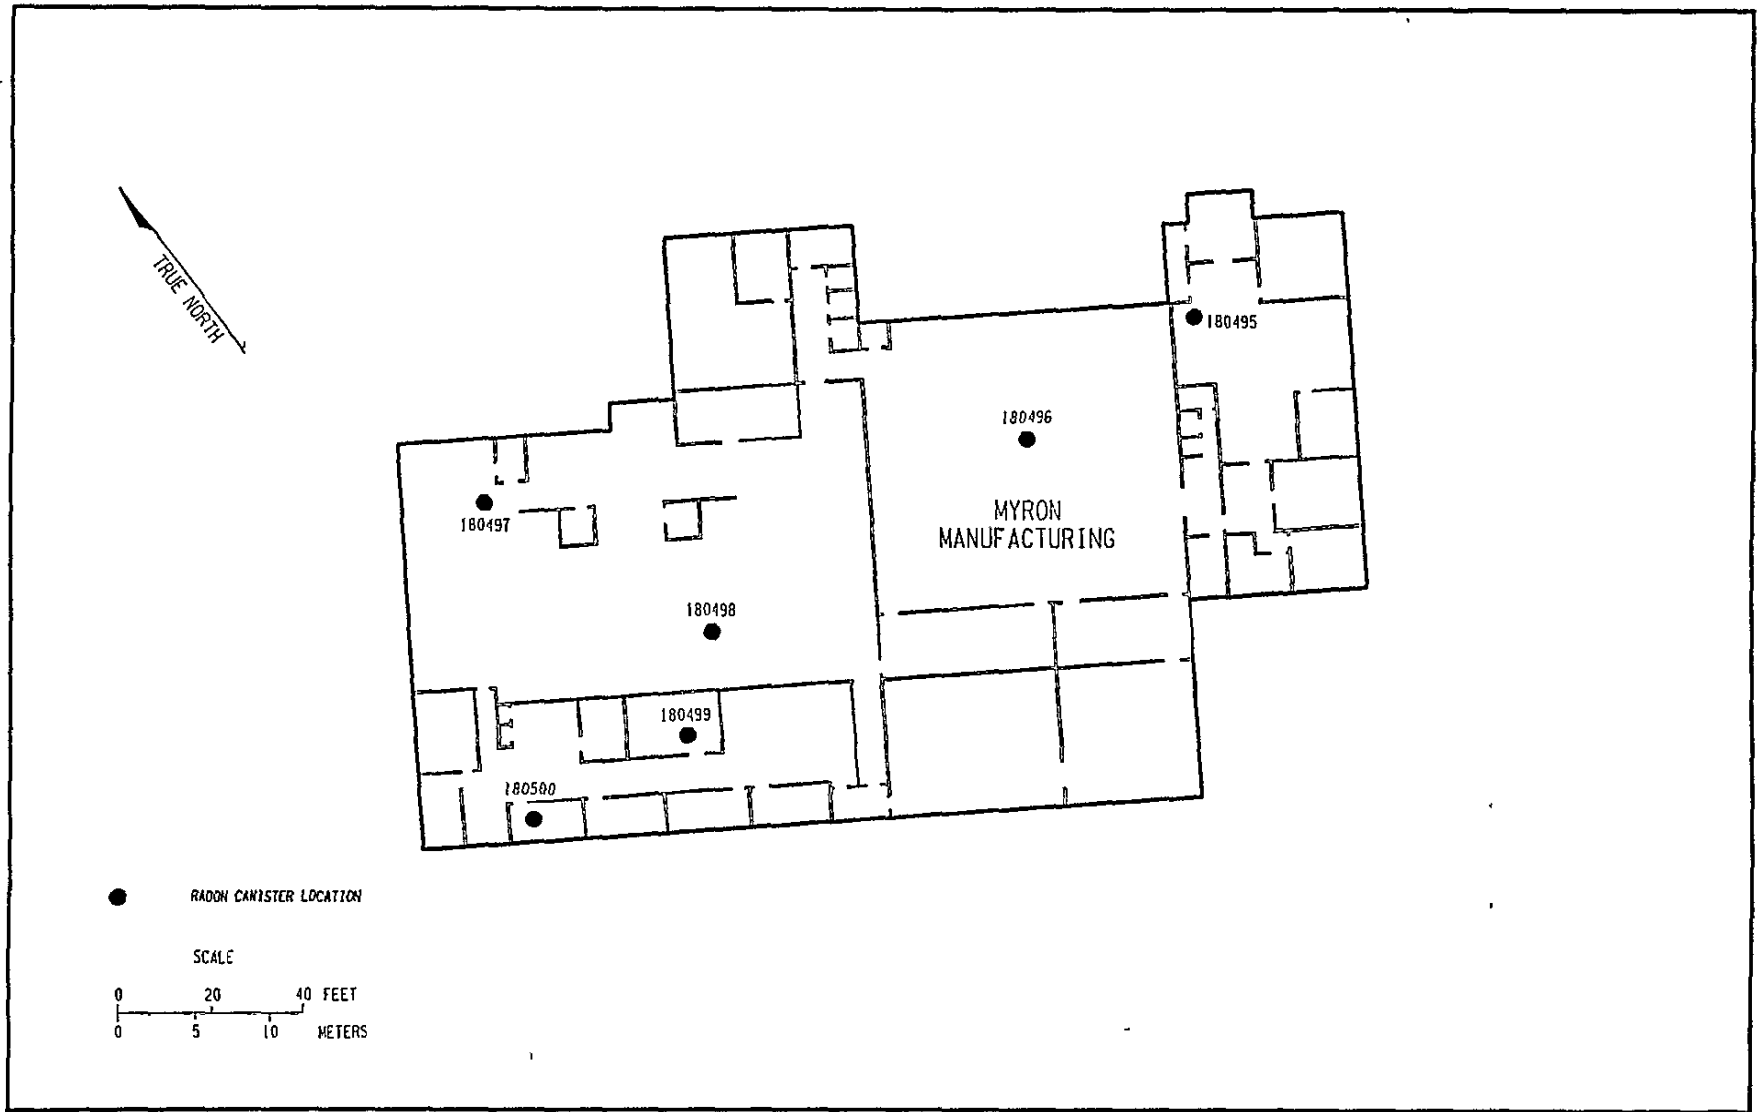 TRUE NORTH
180495
180496
180497
MYRON
MANUFACTURING
180498
180499
180500
RADON CANISTER LOCATION
SCALE
0 20 40 FEET
0 5 10 METERS